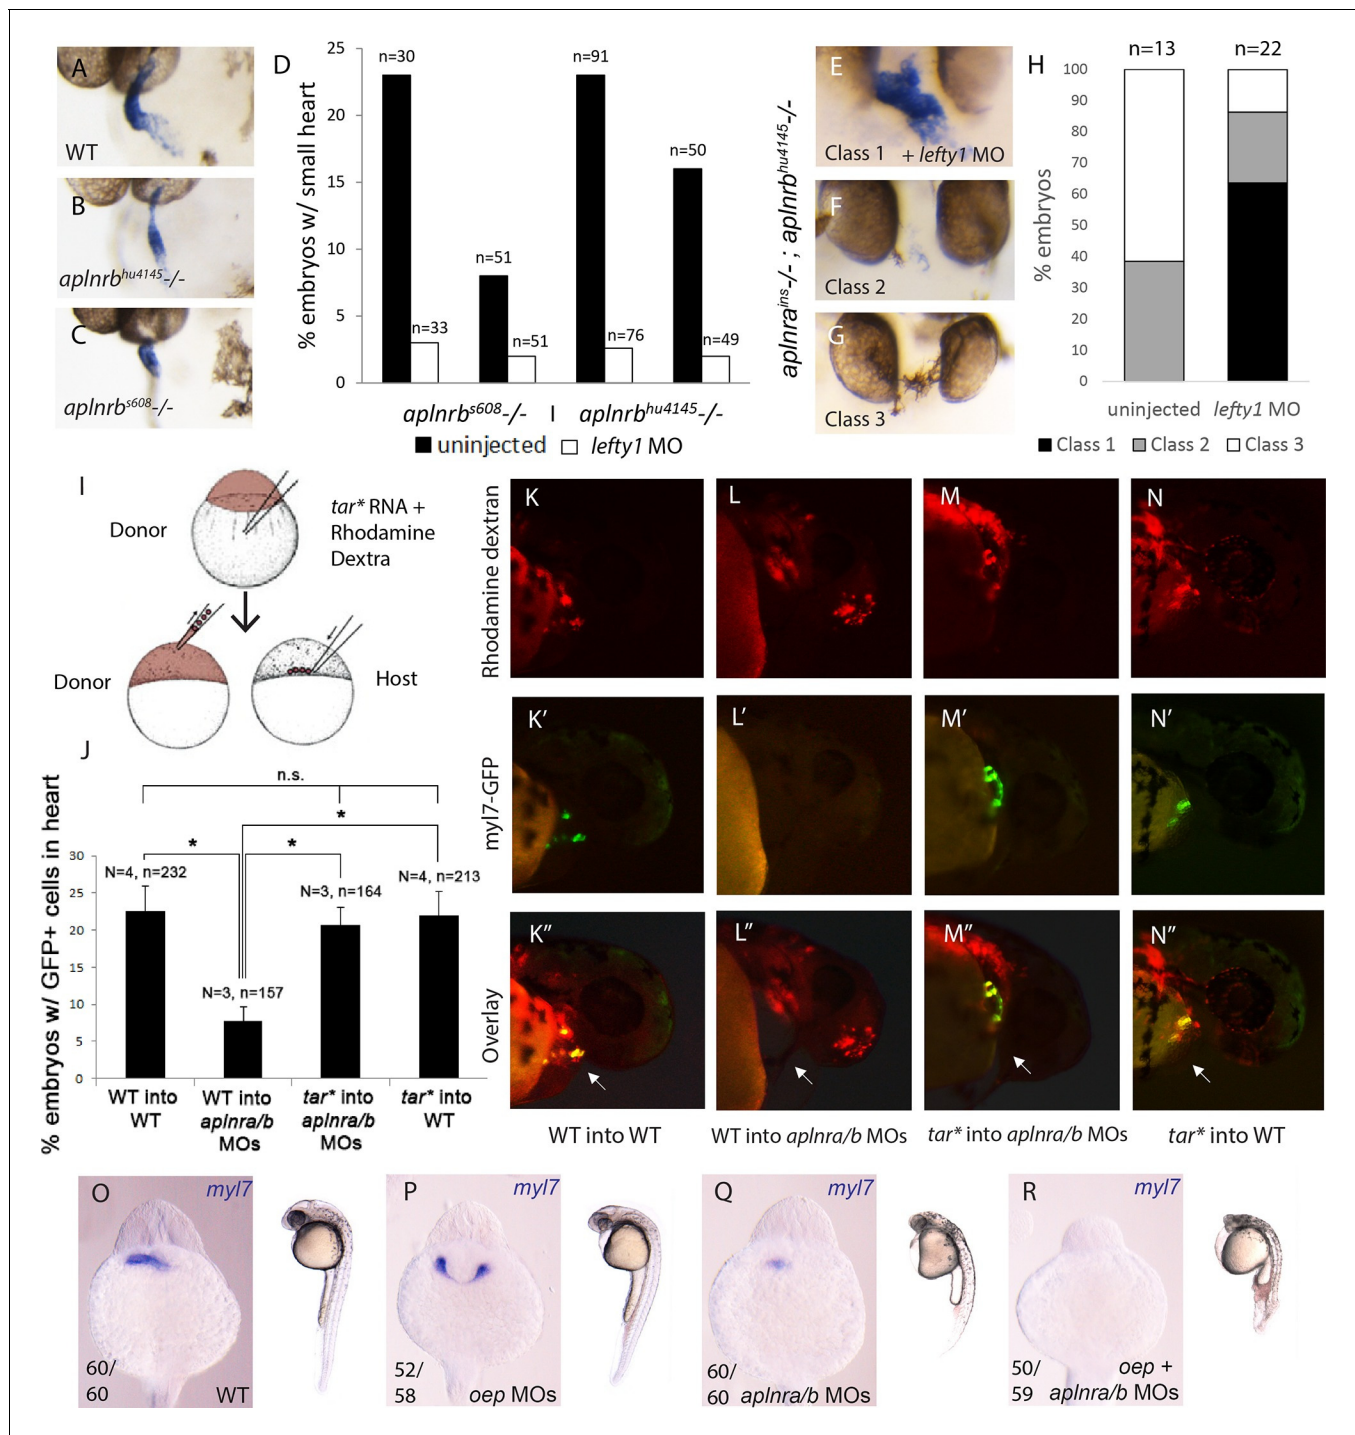 A
WT
B
aplnrb^hu4145-/-
C
aplnrb^s608-/-
D
% embryos w/ small heart
25
20
15
10
5
0
n=30
n=33
n=51
n=51
n=91
n=76
n=50
n=49
aplnrb^s608-/- I aplnrb^hu4145-/-
uninjected lefty1 MO
aplnra^ins-/- ; aplnrb^hu4145-/-
E
Class 1 + lefty1 MO
F
Class 2
G
Class 3
H
n=13 n=22
% embryos
100
90
80
70
60
50
40
30
20
10
0
uninjected lefty1 MO
Class 1 Class 2 Class 3
I
Donor
tar* RNA +
Rhodamine
Dextra
Donor
Host
J
% embryos w/ GFP+ cells in heart
n.s.
*
* *
30
25
20
15
10
5
0
N=4, n=232
N=3, n=157
N=3, n=164
N=4, n=213
WT into
WT
WT into
aplnra/b
MOs
tar* into
aplnra/b
MOs
tar* into
WT
Rhodamine dextran
K L M N
myl7-GFP
K' L' M' N'
Overlay
K" L" M" N"
WT into WT
WT into aplnra/b MOs
tar* into aplnra/b MOs
tar* into WT
O
myl7
60/
60
WT
P
myl7
52/
58
oep MOs
Q
myl7
60/
60
aplnra/b MOs
R
myl7
50/
59
oep +
aplnra/b MOs